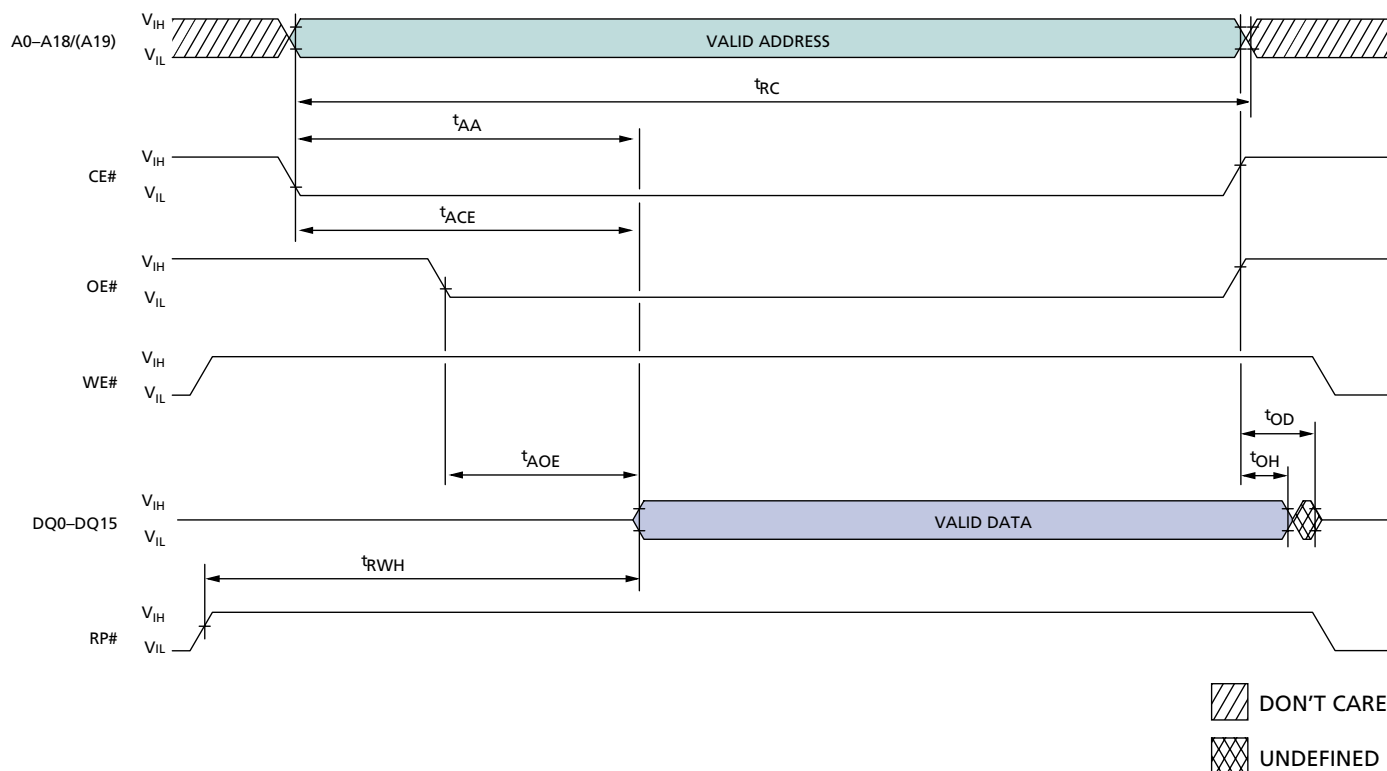 VIH
A0–A18/(A19)
VALID ADDRESS
VIL
tRC
tAA
VIH
CE#
VIL
tACE
VIH
OE#
VIL
VIH
WE#
VIL
tOD
tAOE
tOH
VIH
DQ0–DQ15
VALID DATA
VIL
tRWH
VIH
RP#
VIL
DON'T CARE
UNDEFINED